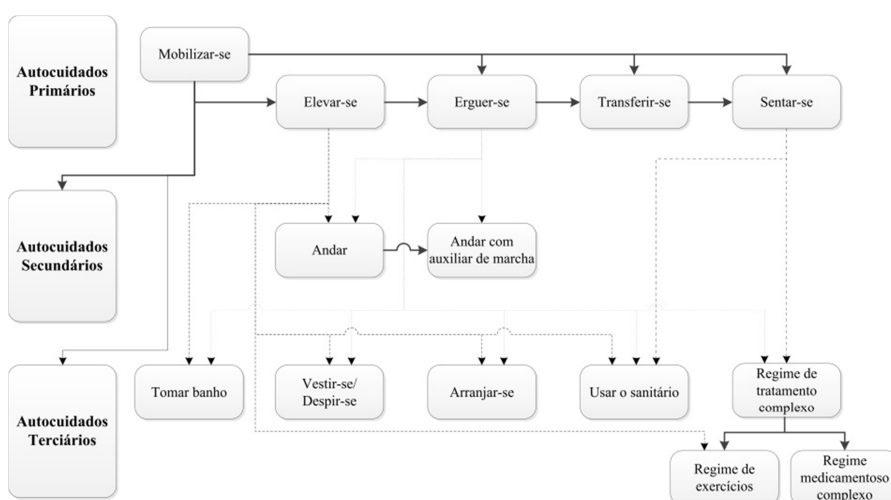 Autocuidados
Primários
Mobilizar-se
Elevar-se
Erguer-se
Transferir-se
Sentar-se
Autocuidados
Secundários
Andar
Andar com
auxiliar de marcha
Autocuidados
Terciários
Tomar banho
Vestir-se/
Despir-se
Arranjar-se
Usar o sanitário
Regime de
tratamento
complexo
Regime de
exercícios
Regime
medicamentoso
complexo